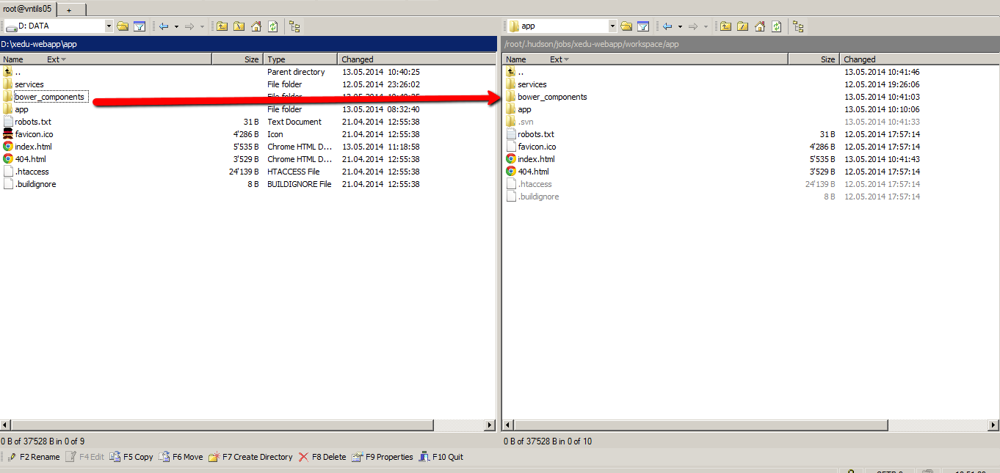 root@vntils05 +
D: DATA app
D:\xedu-webapp\app /root/.hudson/jobs/xedu-webapp/workspace/app
Name Ext Size Type Changed Name Ext Size Changed
.. Parent directory 13.05.2014 10:40:25 .. 13.05.2014 10:41:46
services File folder 12.05.2014 23:26:02 services 12.05.2014 19:26:06
bower_components File folder 13.05.2014 10:40:25 bower_components 13.05.2014 10:41:03
app File folder 13.05.2014 08:32:40 app 13.05.2014 10:10:06
robots.txt 31 B Text Document 21.04.2014 12:55:38 .svn 13.05.2014 10:41:33
favicon.ico 4'286 B Icon 21.04.2014 12:55:38 robots.txt 31 B 12.05.2014 17:57:14
index.html 5'535 B Chrome HTML D... 13.05.2014 11:18:58 favicon.ico 4'286 B 12.05.2014 17:57:14
404.html 3'529 B Chrome HTML D... 21.04.2014 12:55:38 index.html 5'535 B 13.05.2014 10:41:43
.htaccess 24'139 B HTACCESS File 21.04.2014 12:55:38 404.html 3'529 B 12.05.2014 17:57:14
.buildignore 8 B BUILDIGNORE File 21.04.2014 12:55:38 .htaccess 24'139 B 12.05.2014 17:57:14
.buildignore 8 B 12.05.2014 17:57:14
0 B of 37'528 B in 0 of 9 0 B of 37'528 B in 0 of 10
F2 Rename F4 Edit F5 Copy F6 Move F7 Create Directory F8 Delete F9 Properties F10 Quit